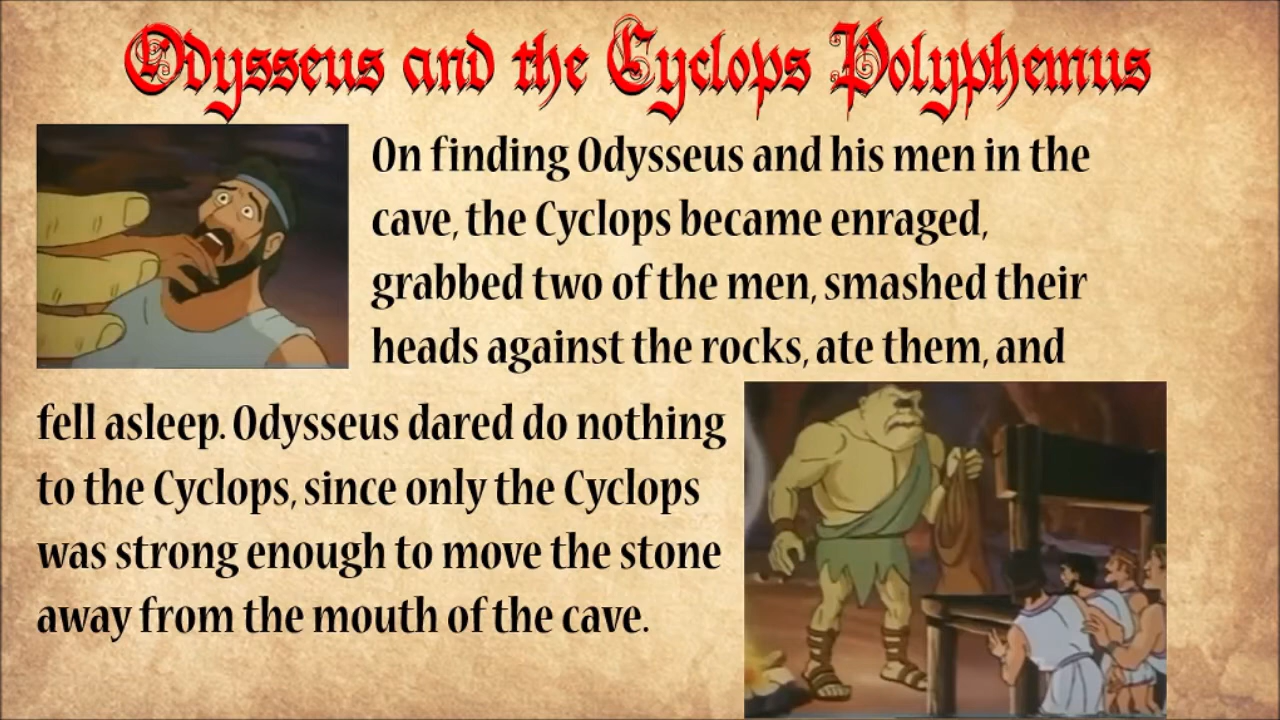 Odysseus and the Cyclops Polyphemus
On finding Odysseus and his men in the
cave, the Cyclops became enraged,
grabbed two of the men, smashed their
heads against the rocks, ate them, and
fell asleep. Odysseus dared do nothing
to the Cyclops, since only the Cyclops
was strong enough to move the stone
away from the mouth of the cave.